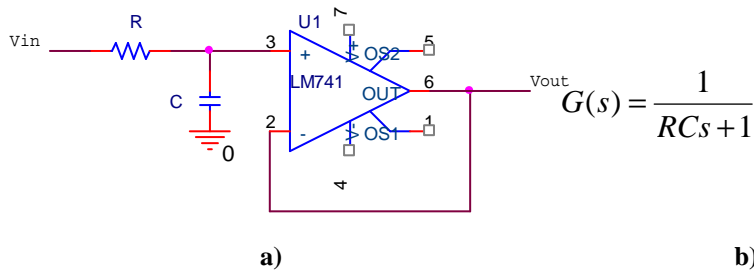 R
U1
7
5
Vin
3
+
OS2
V+
LM741
6
Vout
OUT
C
2
-
V-
OS1
1
0
4
G(s) = 1 / (RCs + 1)
a)
b)